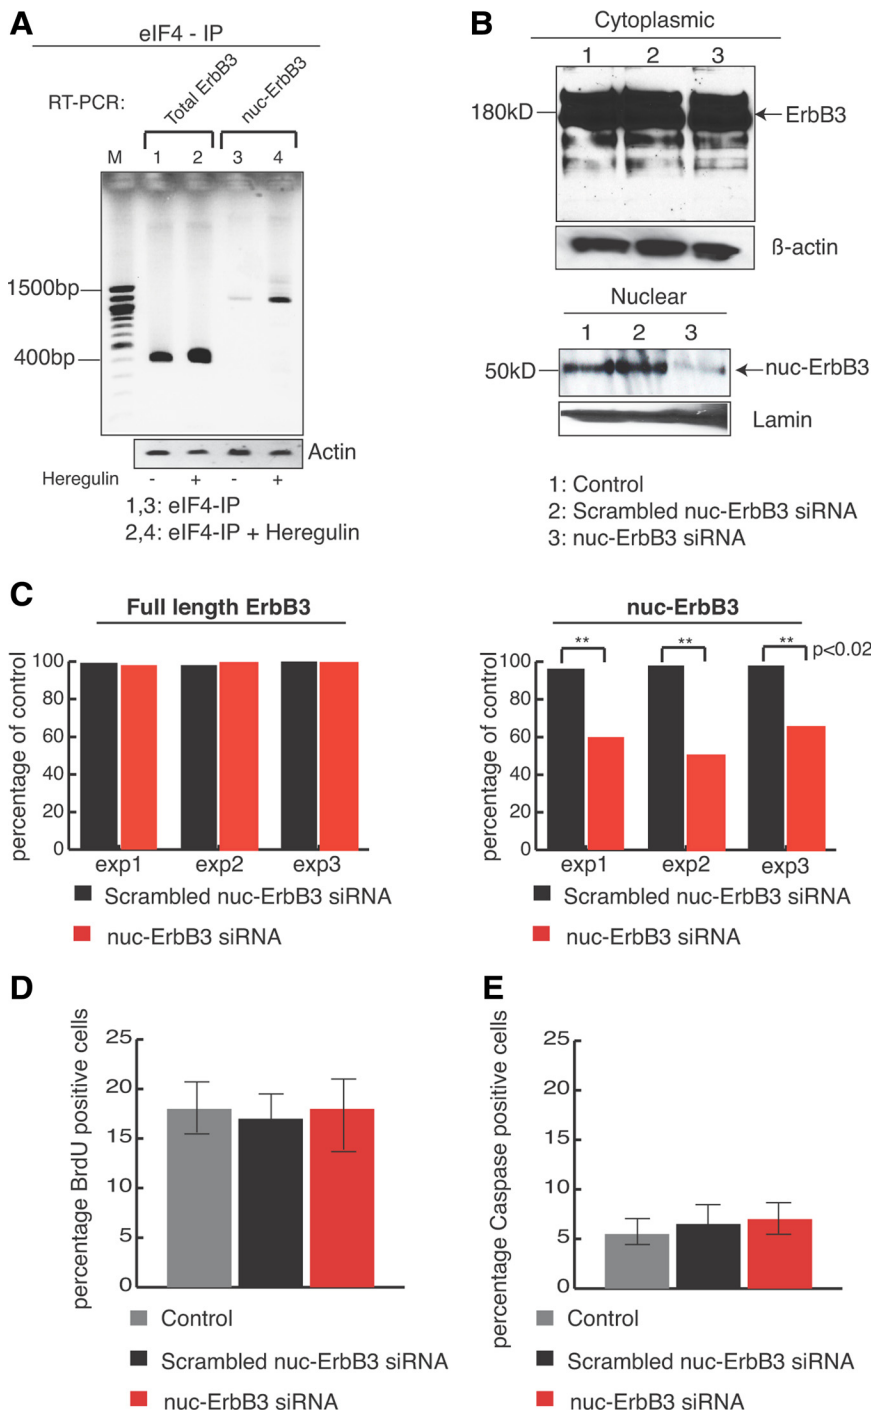 A
eIF4 - IP
RT-PCR:
Total ErbB3
nuc-ErbB3
M 1 2 3 4
1500bp
400bp
Actin
Heregulin - + - +
1,3: eIF4-IP
2,4: eIF4-IP + Heregulin
B
Cytoplasmic
1 2 3
180kD
ErbB3
ß-actin
Nuclear
1 2 3
50kD
nuc-ErbB3
Lamin
1: Control
2: Scrambled nuc-ErbB3 siRNA
3: nuc-ErbB3 siRNA
C
Full length ErbB3
percentage of control
100
80
60
40
20
0
exp1 exp2 exp3
Scrambled nuc-ErbB3 siRNA
nuc-ErbB3 siRNA
nuc-ErbB3
** ** ** p<0.02
percentage of control
100
80
60
40
20
0
exp1 exp2 exp3
Scrambled nuc-ErbB3 siRNA
nuc-ErbB3 siRNA
D
percentage BrdU positive cells
25
20
15
10
5
0
Control
Scrambled nuc-ErbB3 siRNA
nuc-ErbB3 siRNA
E
percentage Caspase positive cells
25
20
15
10
5
0
Control
Scrambled nuc-ErbB3 siRNA
nuc-ErbB3 siRNA